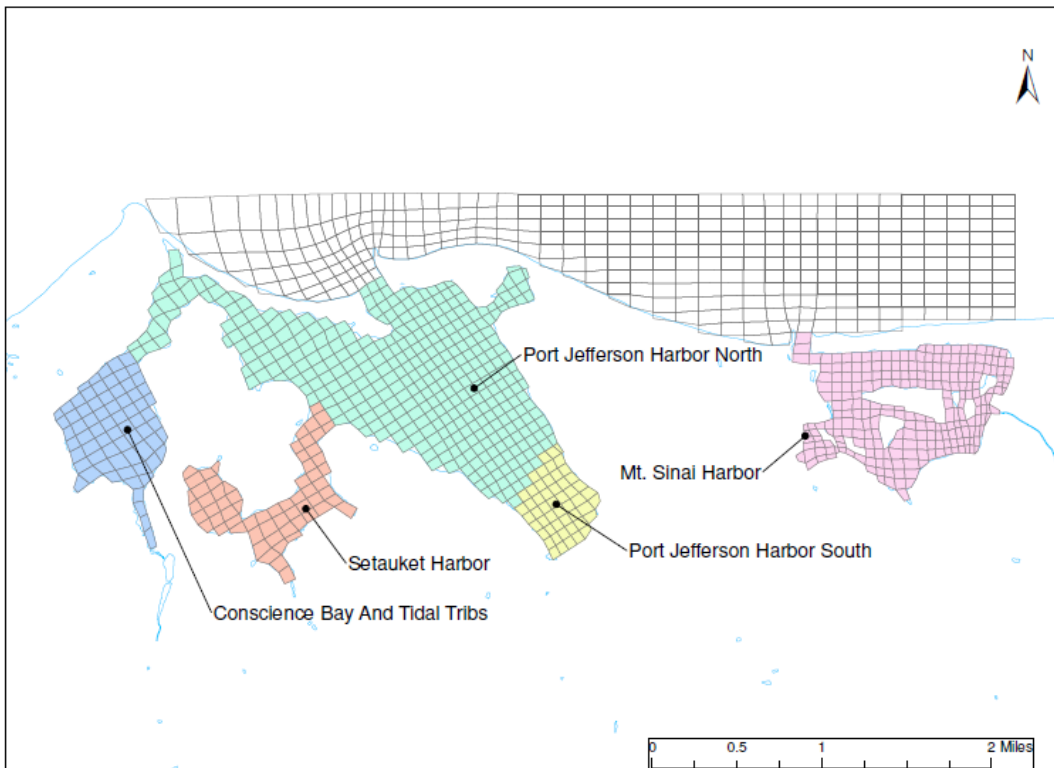 N
Port Jefferson Harbor North
Mt. Sinai Harbor
Port Jefferson Harbor South
Setauket Harbor
Conscience Bay And Tidal Tribs
0 0.5 1 2 Miles